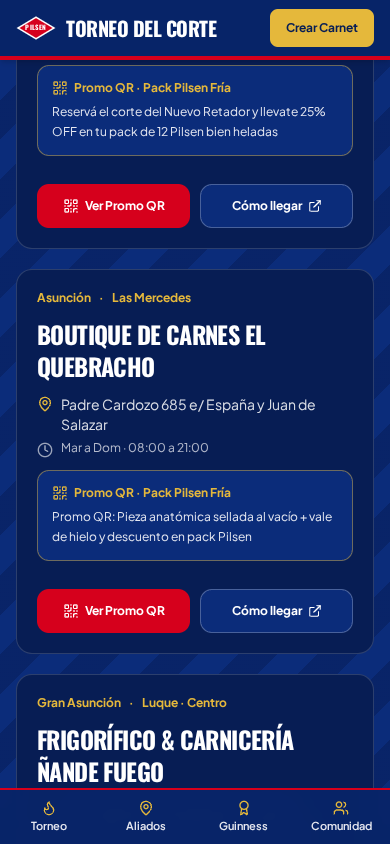 PILSEN
TORNEO DEL CORTE
Crear Carnet
Promo QR · Pack Pilsen Fría
Reservá el corte del Nuevo Retador y llevate 25%
OFF en tu pack de 12 Pilsen bien heladas
Ver Promo QR
Cómo llegar
Asunción · Las Mercedes
BOUTIQUE DE CARNES EL
QUEBRACHO
Padre Cardozo 685 e/ España y Juan de
Salazar
Mar a Dom · 08:00 a 21:00
Promo QR · Pack Pilsen Fría
Promo QR: Pieza anatómica sellada al vacío + vale
de hielo y descuento en pack Pilsen
Ver Promo QR
Cómo llegar
Gran Asunción · Luque · Centro
FRIGORÍFICO & CARNICERÍA
ÑANDE FUEGO
Torneo
Aliados
Guinness
Comunidad